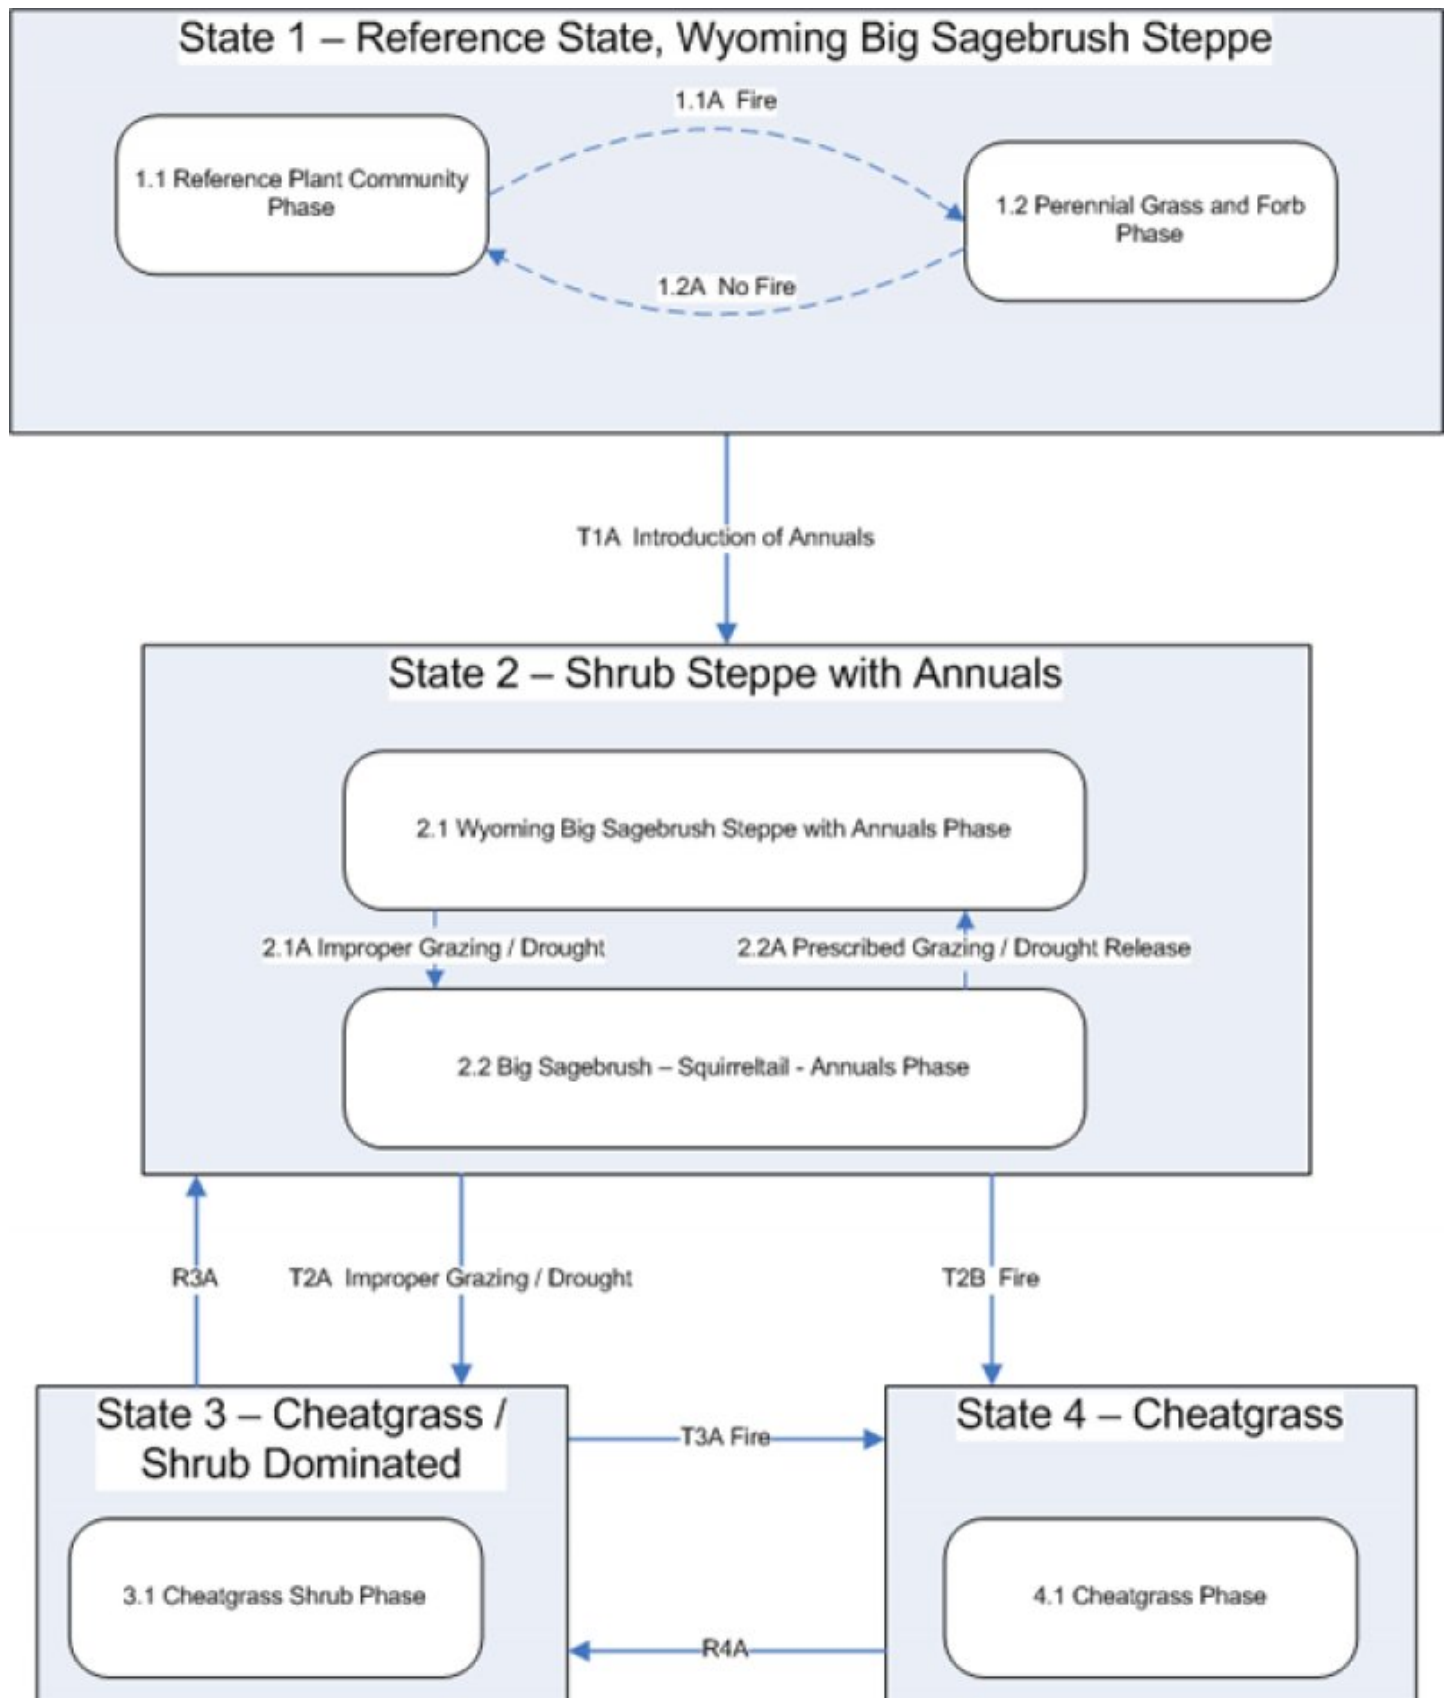 State 1 – Reference State, Wyoming Big Sagebrush Steppe
1.1A Fire
1.1 Reference Plant Community
Phase
1.2 Perennial Grass and Forb
Phase
1.2A No Fire
T1A Introduction of Annuals
State 2 – Shrub Steppe with Annuals
2.1 Wyoming Big Sagebrush Steppe with Annuals Phase
2.1A Improper Grazing / Drought
2.2A Prescribed Grazing / Drought Release
2.2 Big Sagebrush – Squirreltail - Annuals Phase
R3A
T2A Improper Grazing / Drought
T2B Fire
State 3 – Cheatgrass /
Shrub Dominated
T3A Fire
State 4 – Cheatgrass
3.1 Cheatgrass Shrub Phase
4.1 Cheatgrass Phase
R4A